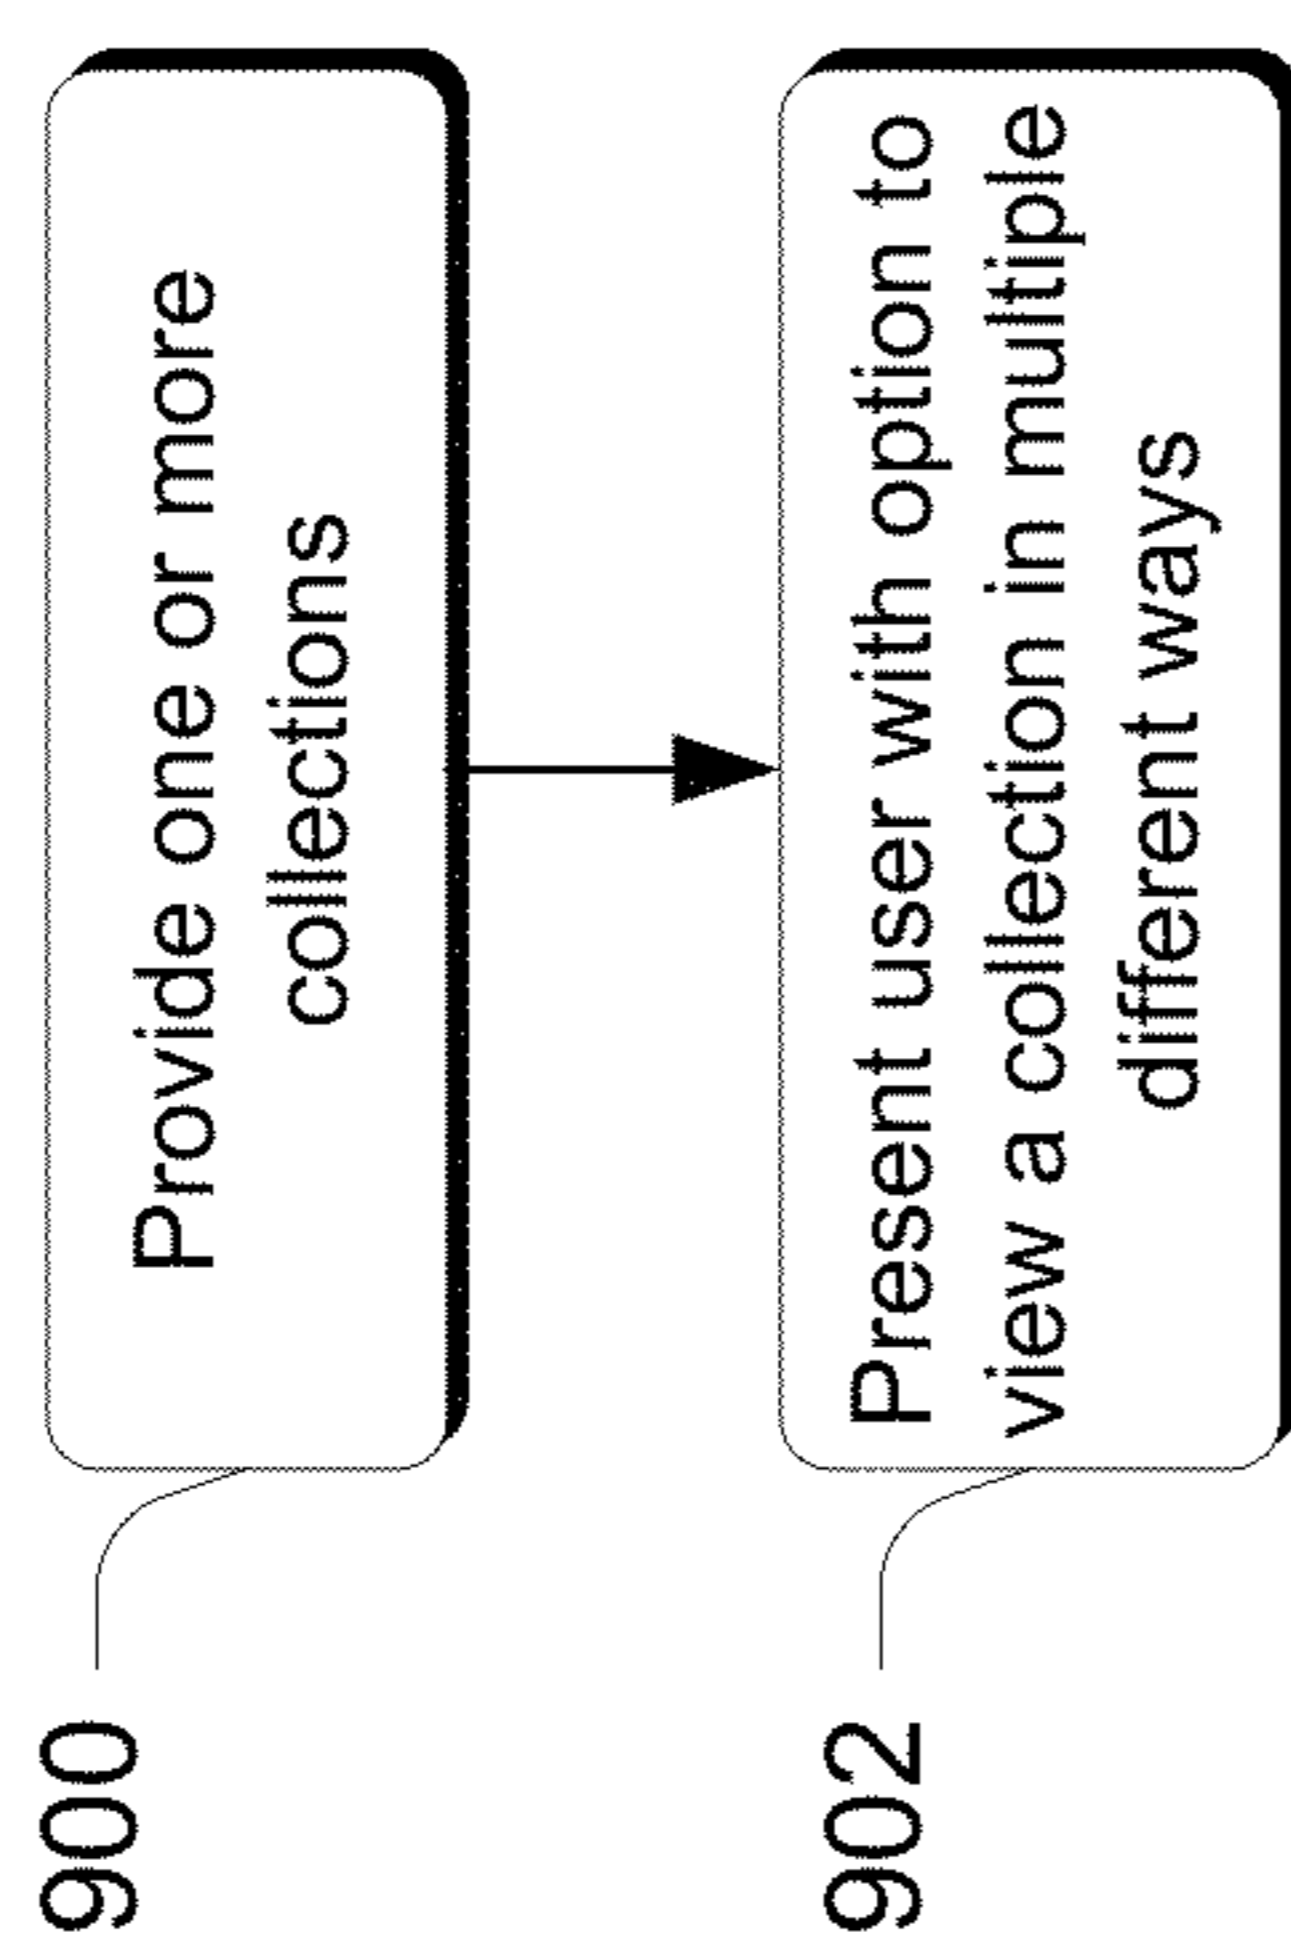 900
Provide one or more
collections
902
Present user with option to
view a collection in multiple
different ways